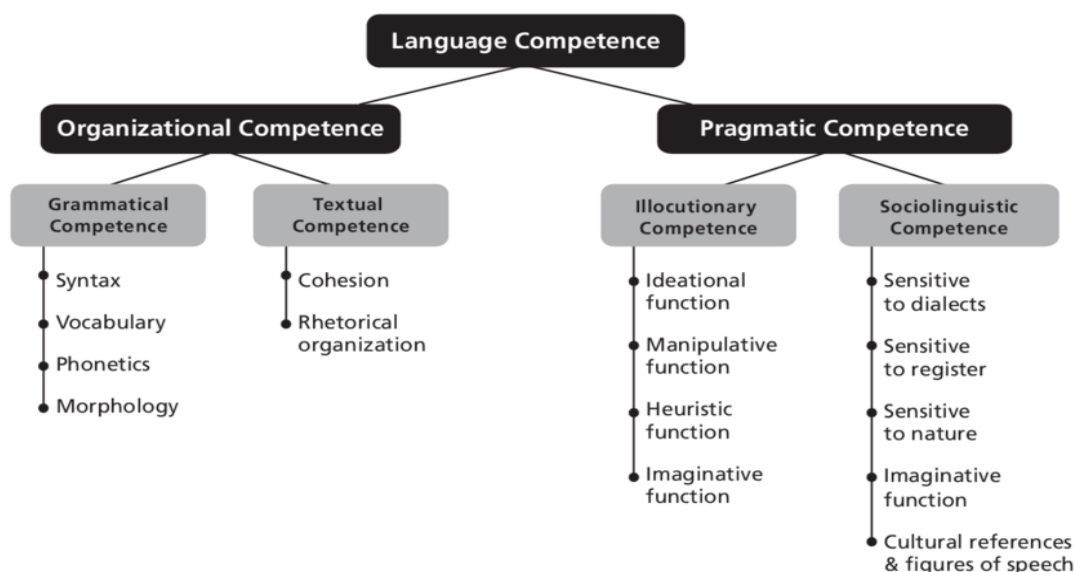 Language Competence
Organizational Competence
Pragmatic Competence
Grammatical
Competence
Textual
Competence
Illocutionary
Competence
Sociolinguistic
Competence
Syntax
Vocabulary
Phonetics
Morphology
Cohesion
Rhetorical
organization
Ideational
function
Manipulative
function
Heuristic
function
Imaginative
function
Sensitive
to dialects
Sensitive
to register
Sensitive
to nature
Imaginative
function
Cultural references
& figures of speech